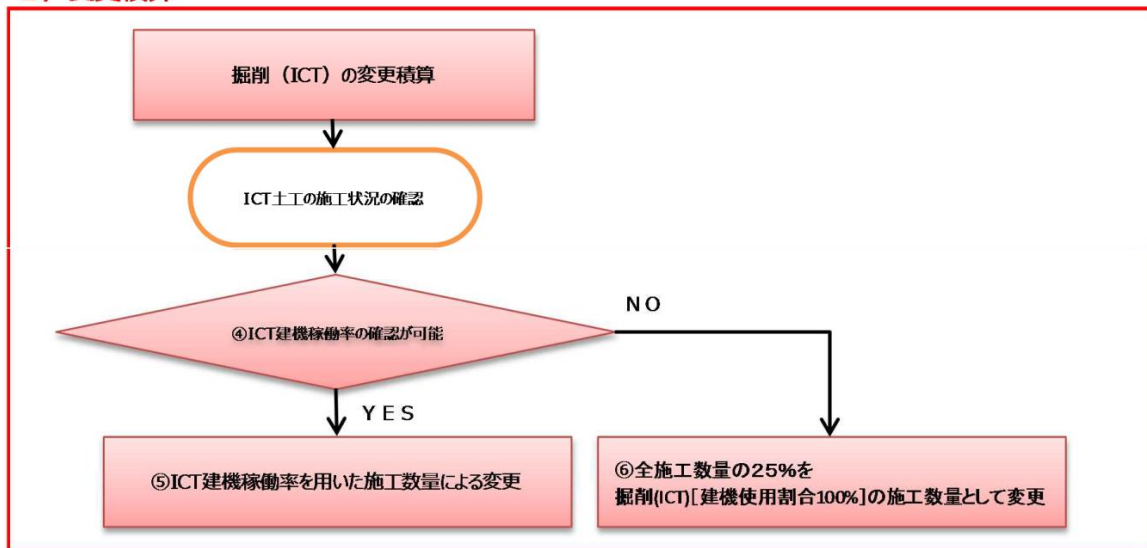 掘削（ICT）の変更積算
ICT土工の施工状況の確認
④ICT建機稼働率の確認が可能
NO
YES
⑤ICT建機稼働率を用いた施工数量による変更
⑥全施工数量の25%を
掘削(ICT)[建機使用割合100%]の施工数量として変更